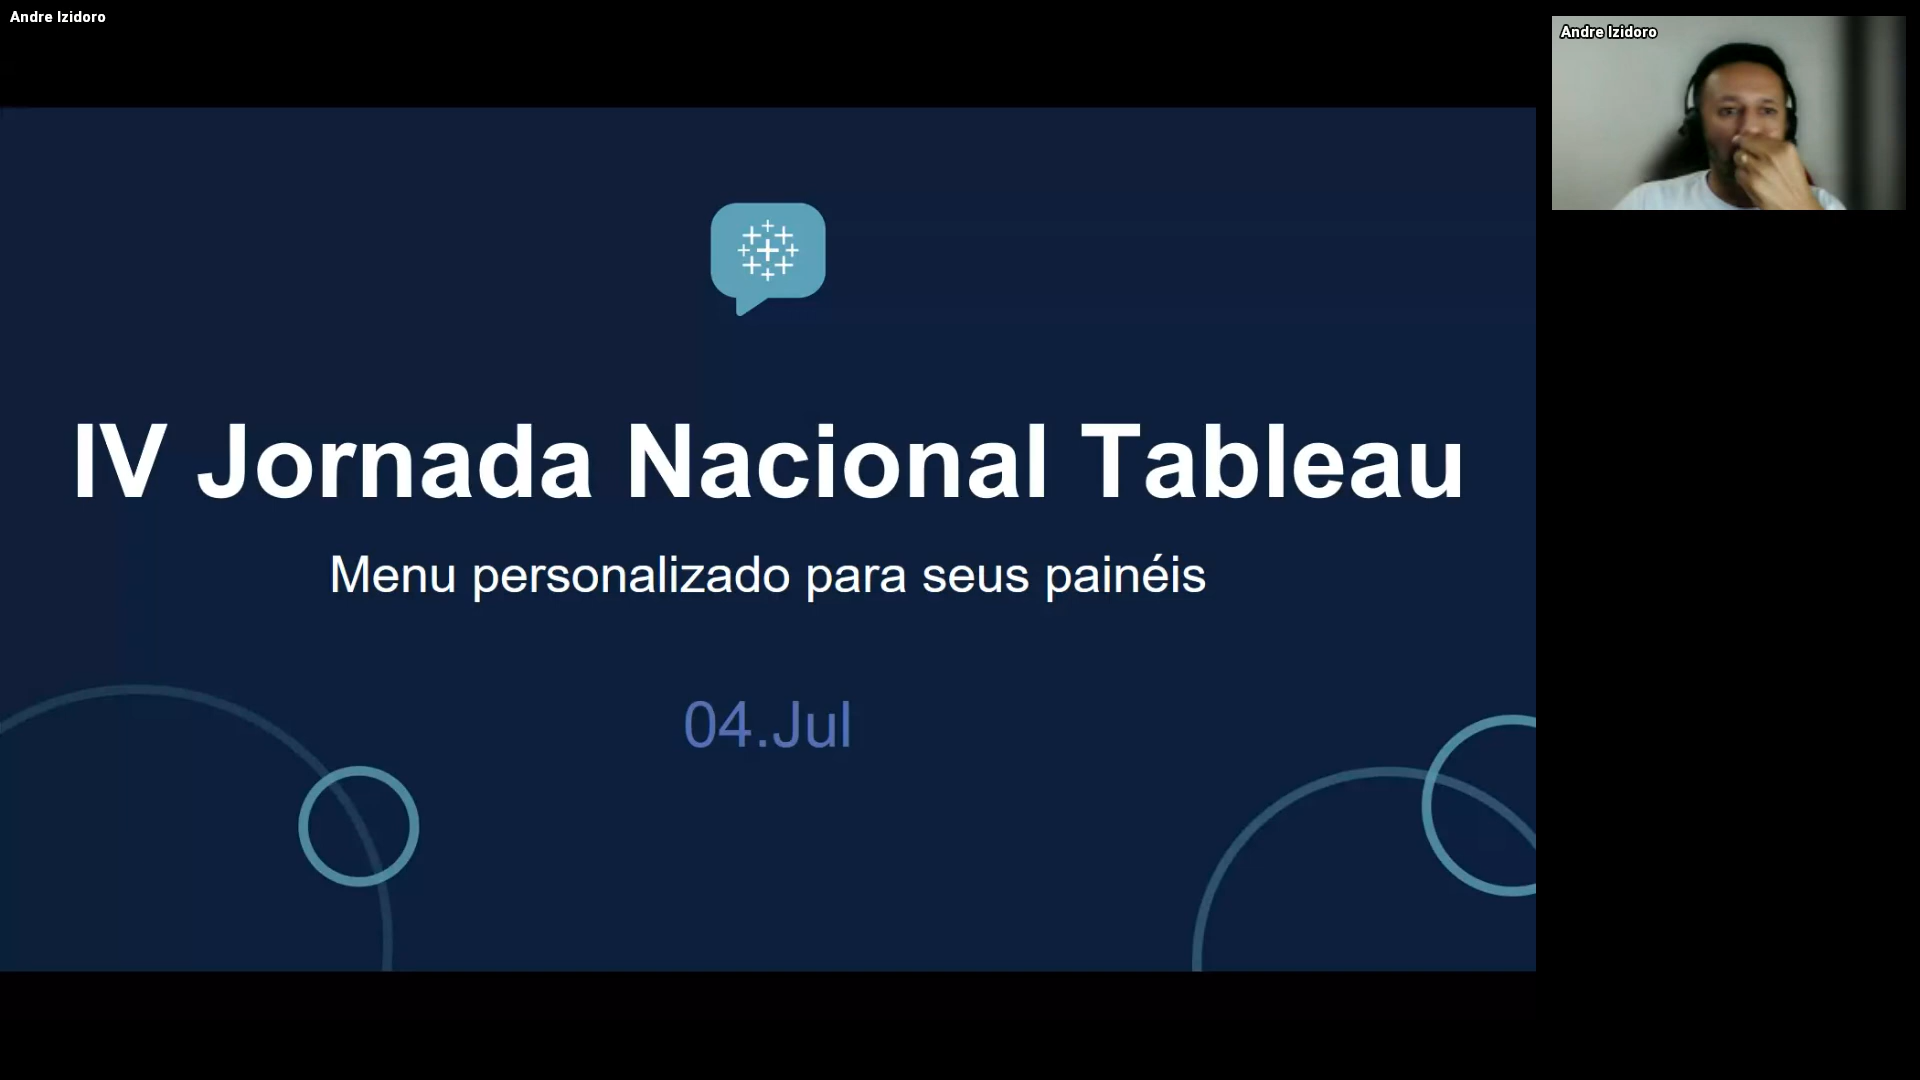 Andre Izidoro
Andre Izidoro
IV Jornada Nacional Tableau
Menu personalizado para seus painéis
04.Jul